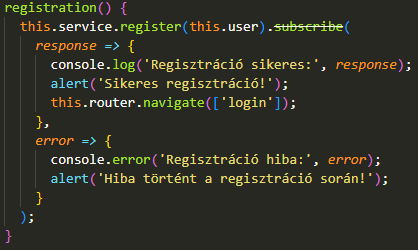 registration() {
  this.service.register(this.user).subscribe(
    response => {
      console.log('Regisztráció sikeres:', response);
      alert('Sikeres regisztráció!');
      this.router.navigate(['login']);
    },
    error => {
      console.error('Regisztráció hiba:', error);
      alert('Hiba történt a regisztráció során!');
    }
  );
}